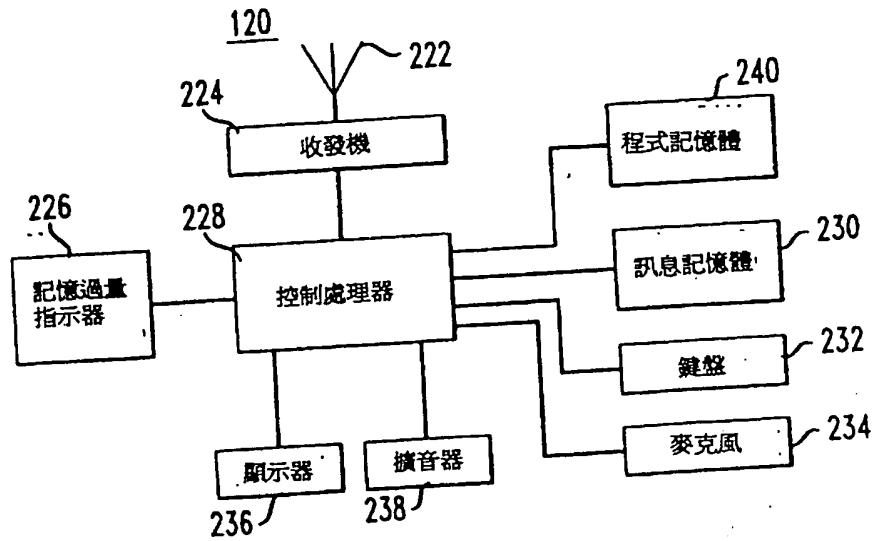 120
222
224
收發機
240
程式記憶體
226
228
記憶過量
指示器
控制處理器
230
訊息記憶體
鍵盤
232
麥克風
234
顯示器
擴音器
236
238